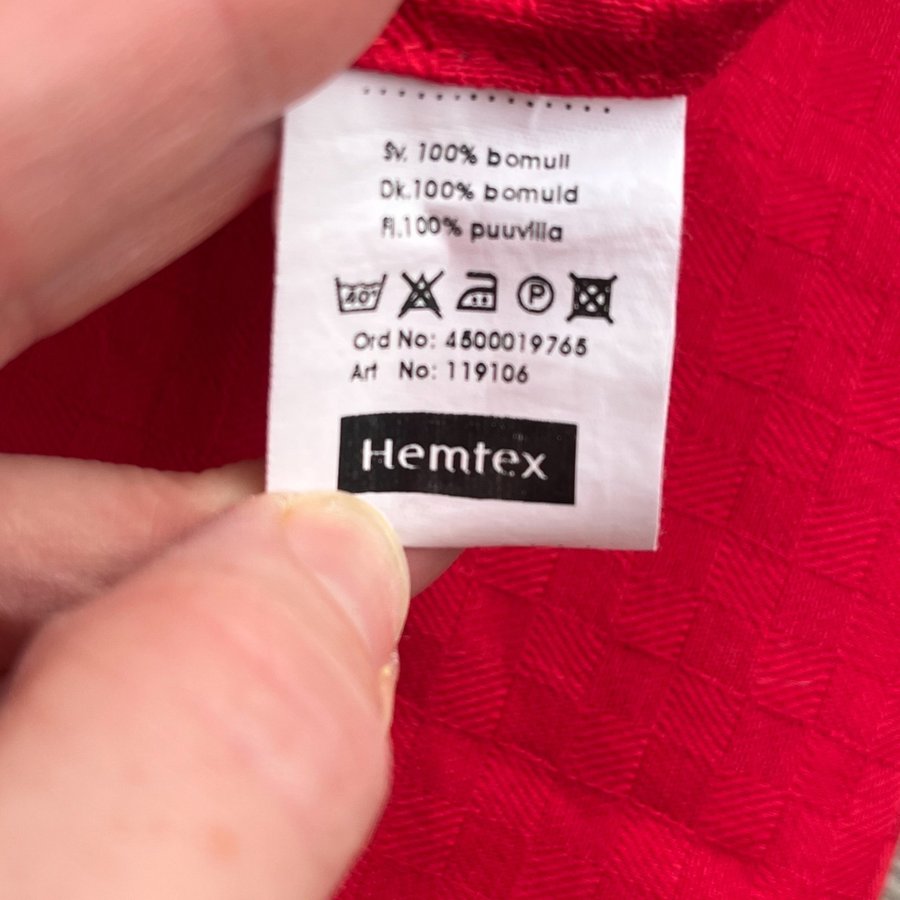 Sv. 100% bomull
Dk.100% bomuld
Fi.100% puuvilla
40° P
Ord No: 4500019765
Art No: 119106
Hemtex